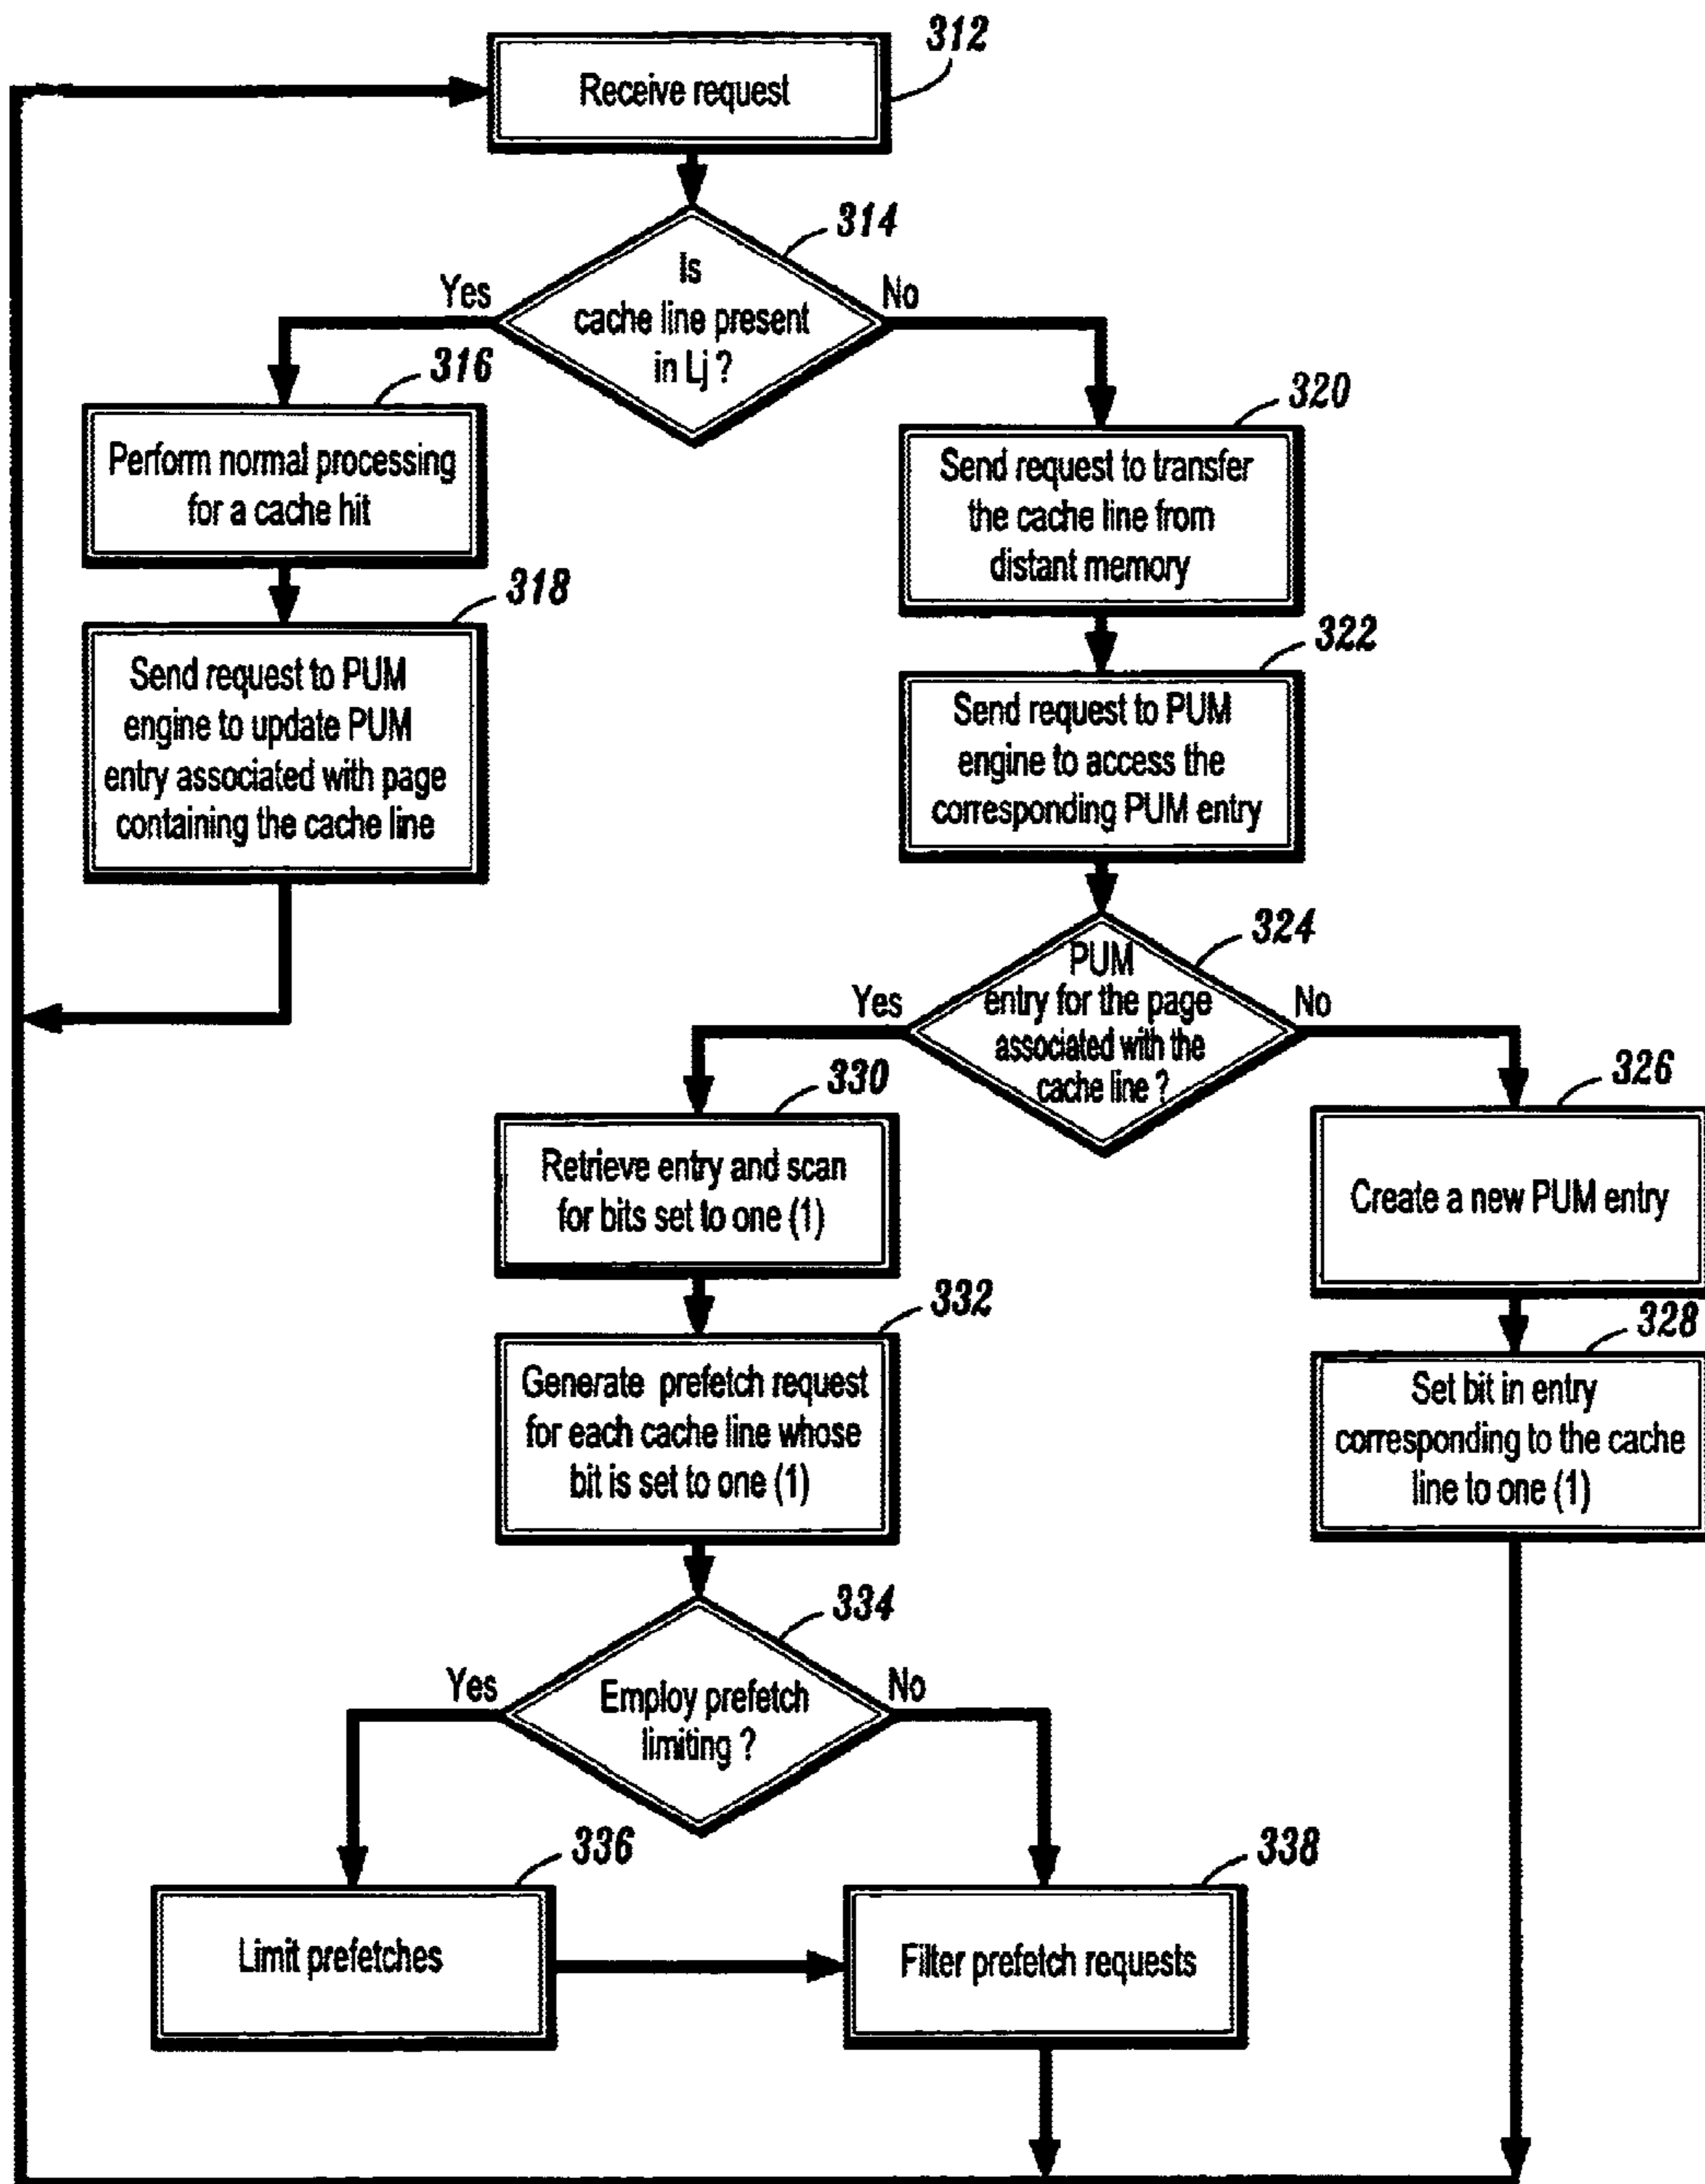 312
Receive request
314
Is
cache line present
in Lj ?
Yes
No
316
Perform normal processing
for a cache hit
318
Send request to PUM
engine to update PUM
entry associated with page
containing the cache line
320
Send request to transfer
the cache line from
distant memory
322
Send request to PUM
engine to access the
corresponding PUM entry
324
PUM
entry for the page
associated with the
cache line ?
Yes
No
330
Retrieve entry and scan
for bits set to one (1)
326
Create a new PUM entry
332
Generate prefetch request
for each cache line whose
bit is set to one (1)
328
Set bit in entry
corresponding to the cache
line to one (1)
334
Employ prefetch
limiting ?
Yes
No
336
Limit prefetches
338
Filter prefetch requests